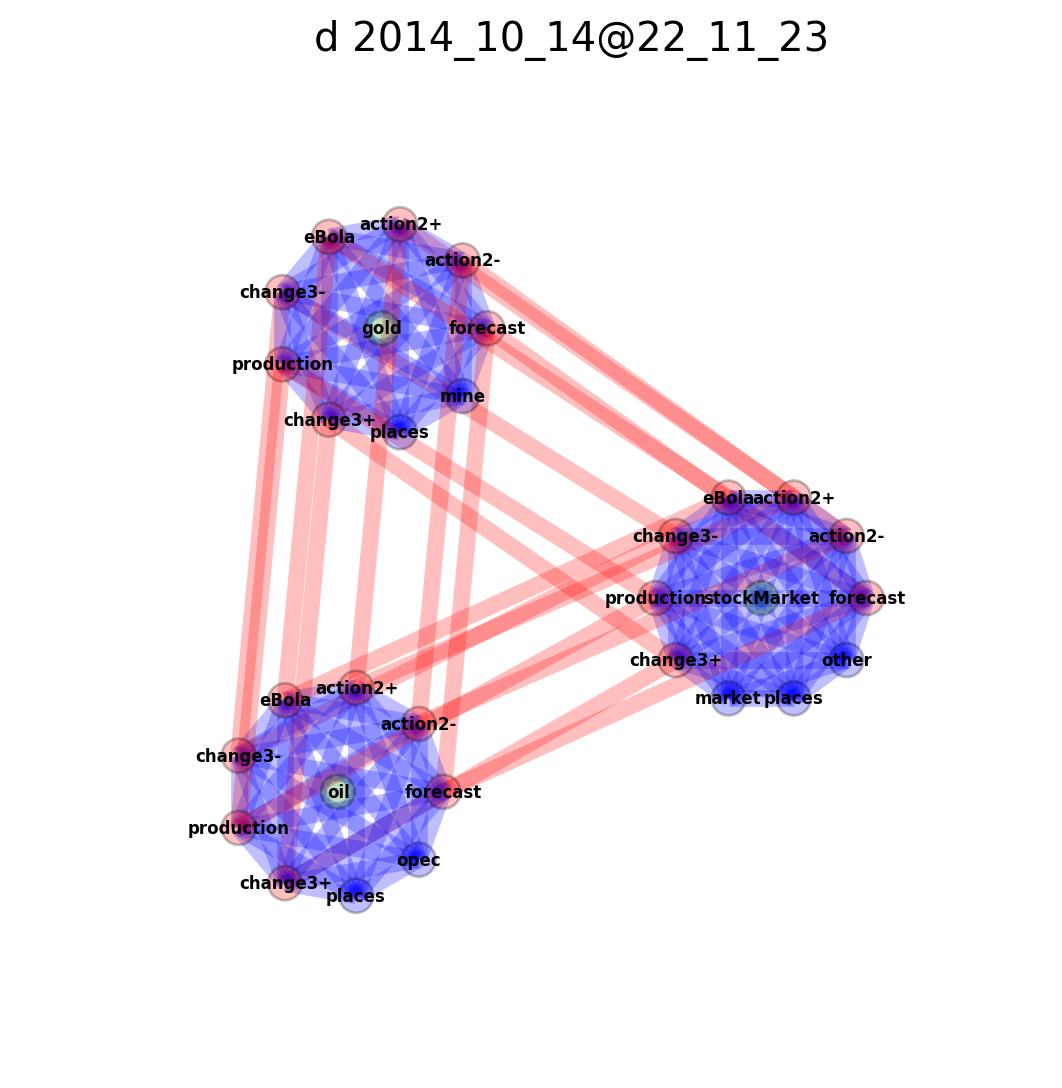 d 2014_10_14@22_11_23
action2+
eBola
action2-
change3-
gold
forecast
production
mine
change3+
places
eBola
action2+
change3-
action2-
production
stockMarket
forecast
change3+
other
market
places
action2+
eBola
action2-
change3-
oil
forecast
production
opec
change3+
places